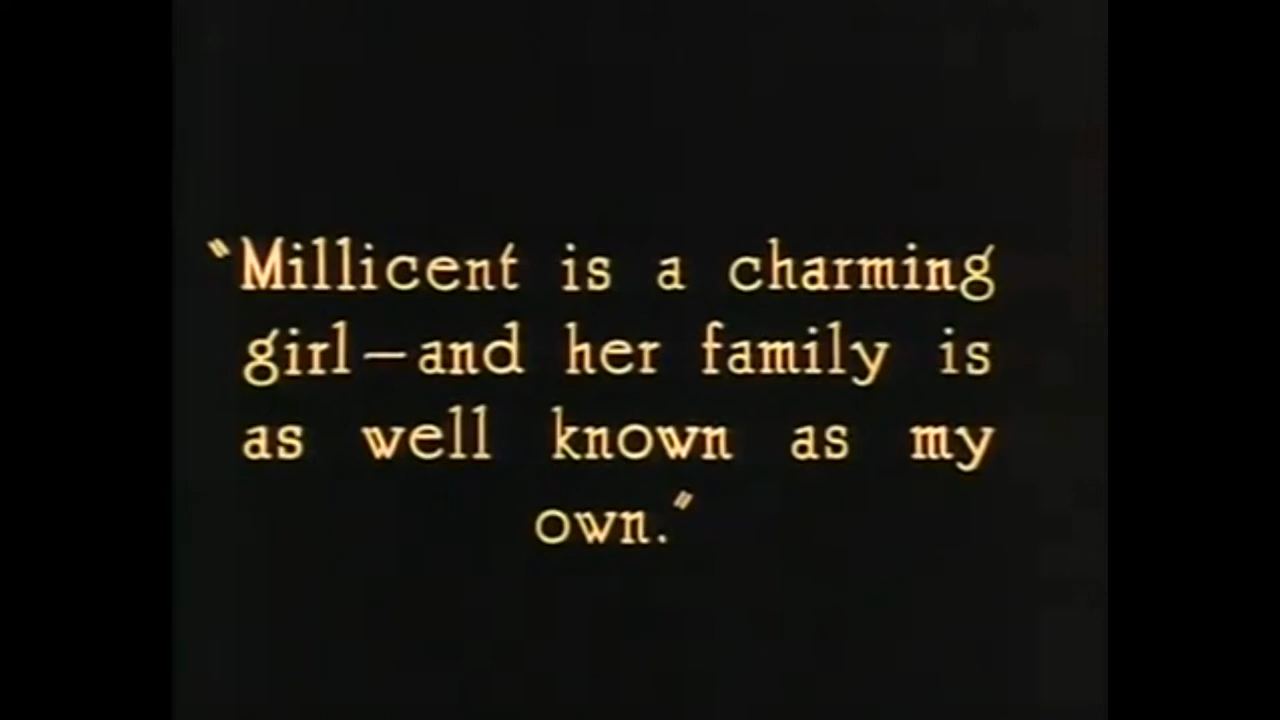 "Millicent is a charming
girl—and her family is
as well known as my
own."